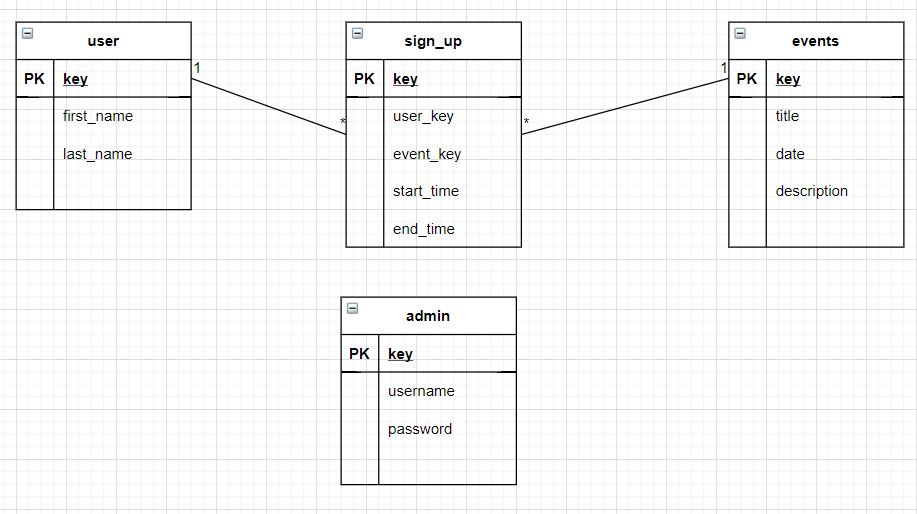 user
PK key
first_name
last_name
1
*
sign_up
PK key
user_key
event_key
start_time
end_time
*
1
events
PK key
title
date
description
admin
PK key
username
password